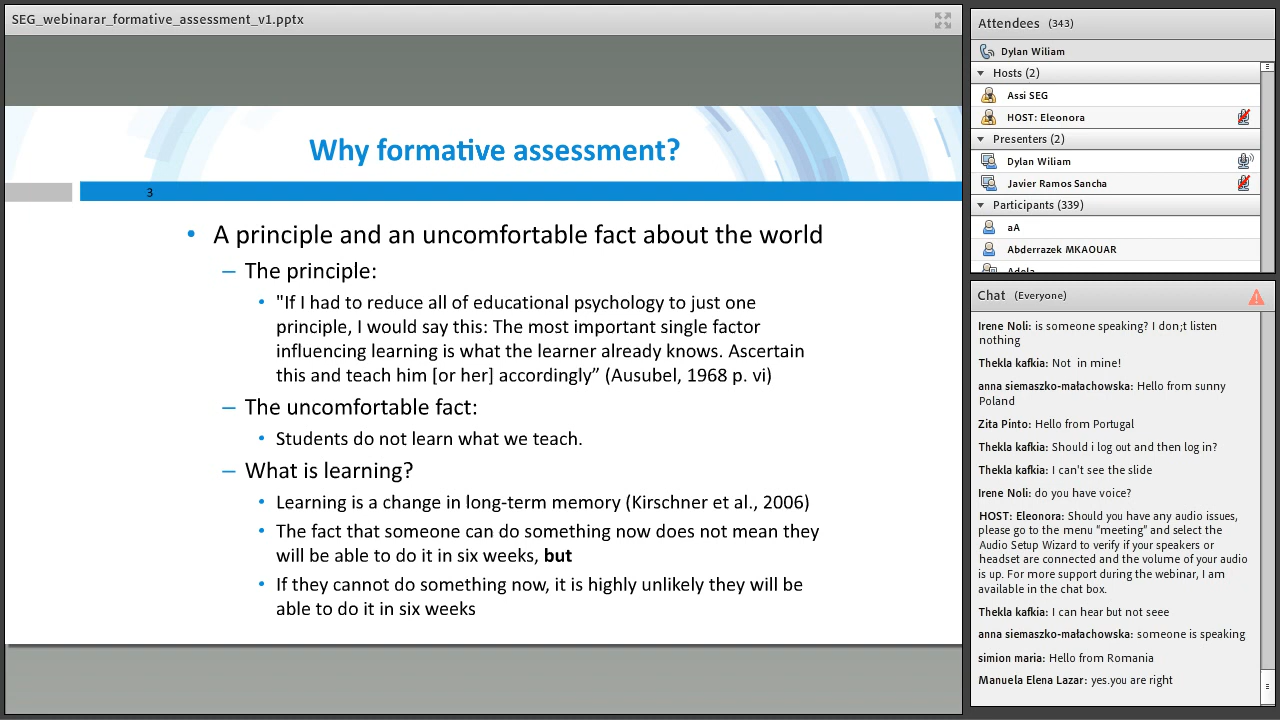 SEG_webinarar_formative_assessment_v1.pptx
Why formative assessment?
3
• A principle and an uncomfortable fact about the world
– The principle:
• "If I had to reduce all of educational psychology to just one
principle, I would say this: The most important single factor
influencing learning is what the learner already knows. Ascertain
this and teach him [or her] accordingly” (Ausubel, 1968 p. vi)
– The uncomfortable fact:
• Students do not learn what we teach.
– What is learning?
• Learning is a change in long-term memory (Kirschner et al., 2006)
• The fact that someone can do something now does not mean they
will be able to do it in six weeks, but
• If they cannot do something now, it is highly unlikely they will be
able to do it in six weeks
Attendees (343)
Dylan Wiliam
Hosts (2)
Assi SEG
HOST: Eleonora
Presenters (2)
Dylan Wiliam
Javier Ramos Sancha
Participants (339)
aA
Abderrazek MKAOUAR
Adela
Chat (Everyone)
Irene Noli: is someone speaking? I don;t listen
nothing
Thekla kafkia: Not in mine!
anna siemaszko-małachowska: Hello from sunny
Poland
Zita Pinto: Hello from Portugal
Thekla kafkia: Should i log out and then log in?
Thekla kafkia: I can't see the slide
Irene Noli: do you have voice?
HOST: Eleonora: Should you have any audio issues,
please go to the menu “meeting” and select the
Audio Setup Wizard to verify if your speakers or
headset are connected and the volume of your audio
is up. For more support during the webinar, I am
available in the chat box.
Thekla kafkia: I can hear but not seee
anna siemaszko-małachowska: someone is speaking
simion maria: Hello from Romania
Manuela Elena Lazar: yes.you are right